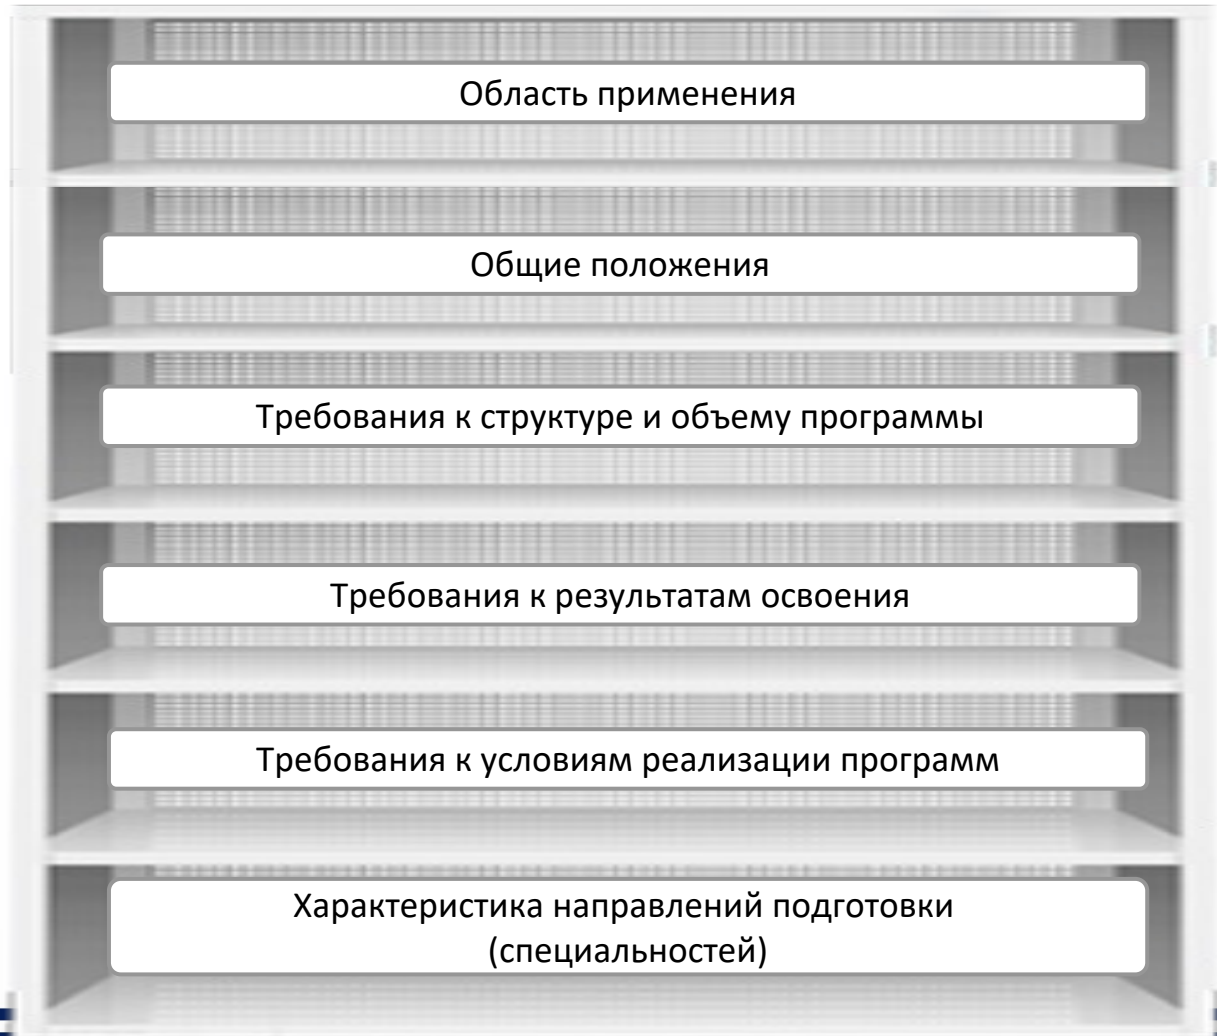 Область применения
Общие положения
Требования к структуре и объему программы
Требования к результатам освоения
Требования к условиям реализации программ
Характеристика направлений подготовки
(специальностей)